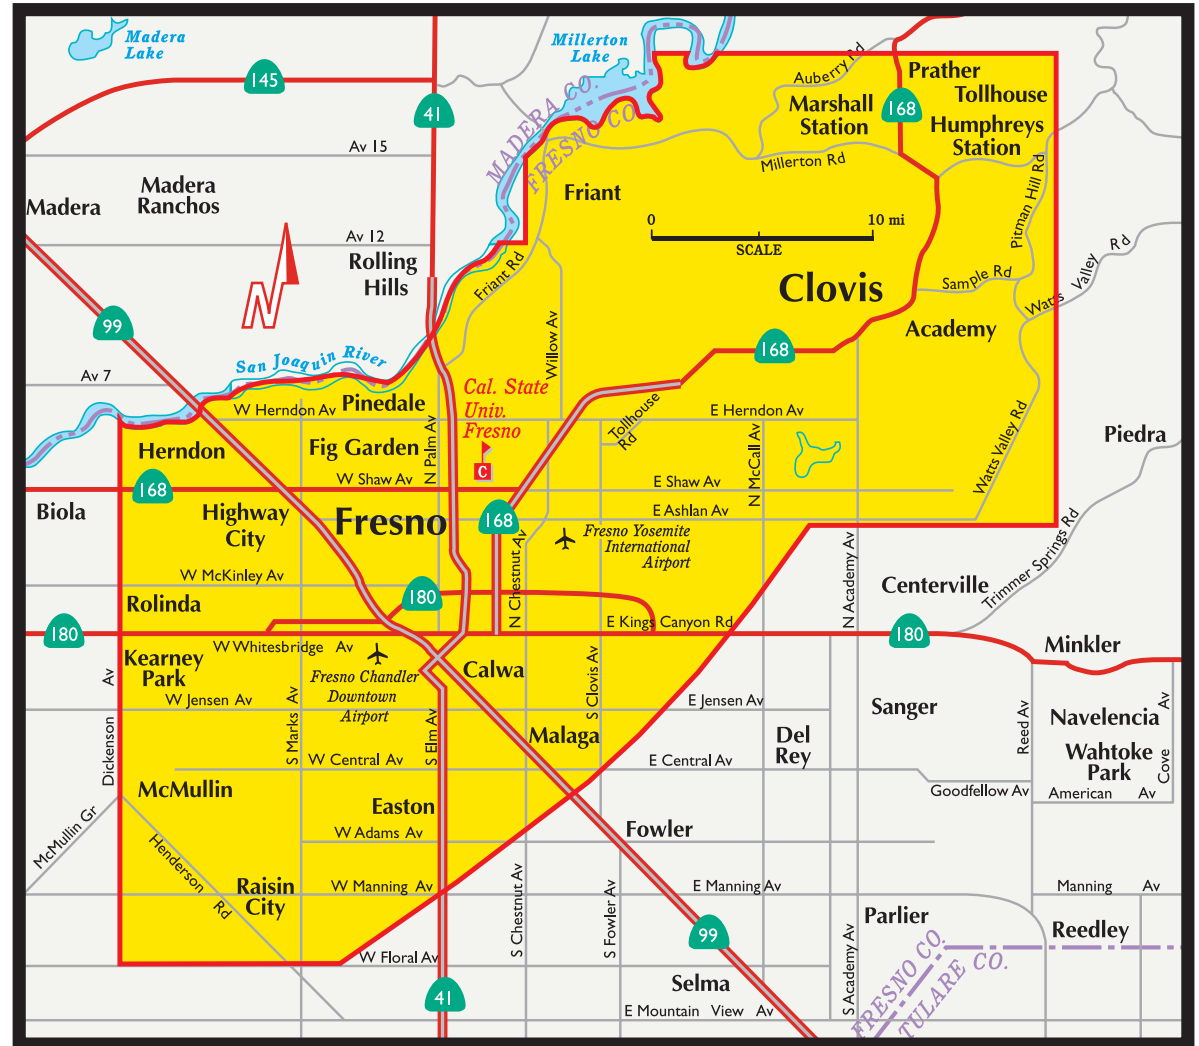 Madera
Lake
Millerton
Lake
145
41
Auberry Rd
Prather
Tollhouse
168
Marshall
Station
Humphreys
Station
MADERA CO.
FRESNO CO.
Av 15
Millerton Rd
Madera
Ranchos
Madera
Friant
Pitman Hill Rd
0
10 mi
SCALE
Av 12
Rolling
Hills
N
Friant Rd
Clovis
Sample Rd
Watts Valley Rd
99
Willow Av
Academy
168
San Joaquin River
Av 7
Cal. State
Univ.
Fresno
C
W Herndon Av
Pinedale
Tollhouse
Rd
E Herndon Av
Herndon
Fig Garden
N Palm Av
N McCall Av
Watts Valley Rd
Piedra
168
W Shaw Av
E Shaw Av
Biola
Highway
City
Fresno
168
E Ashlan Av
Fresno Yosemite
International
Airport
N Chestnut Av
N Academy Av
Trimmer Springs Rd
W McKinley Av
Centerville
Rolinda
180
180
E Kings Canyon Rd
180
Minkler
W Whitesbridge Av
Kearney
Park
Calwa
Fresno Chandler
Downtown
Airport
Dickenson Av
W Jensen Av
S Marks Av
S Elm Av
S Clovis Av
E Jensen Av
Sanger
Reed Av
Navelencia
Cove Av
Malaga
Del
Rey
Wahtoke
Park
W Central Av
E Central Av
McMullin
Goodfellow Av
American Av
Easton
McMullin Gr
Henderson Rd
W Adams Av
Fowler
Raisin
City
W Manning Av
E Manning Av
Manning Av
S Chestnut Av
S Fowler Av
S Academy Av
Parlier
Reedley
99
W Floral Av
FRESNO CO.
TULARE CO.
Selma
41
E Mountain View Av